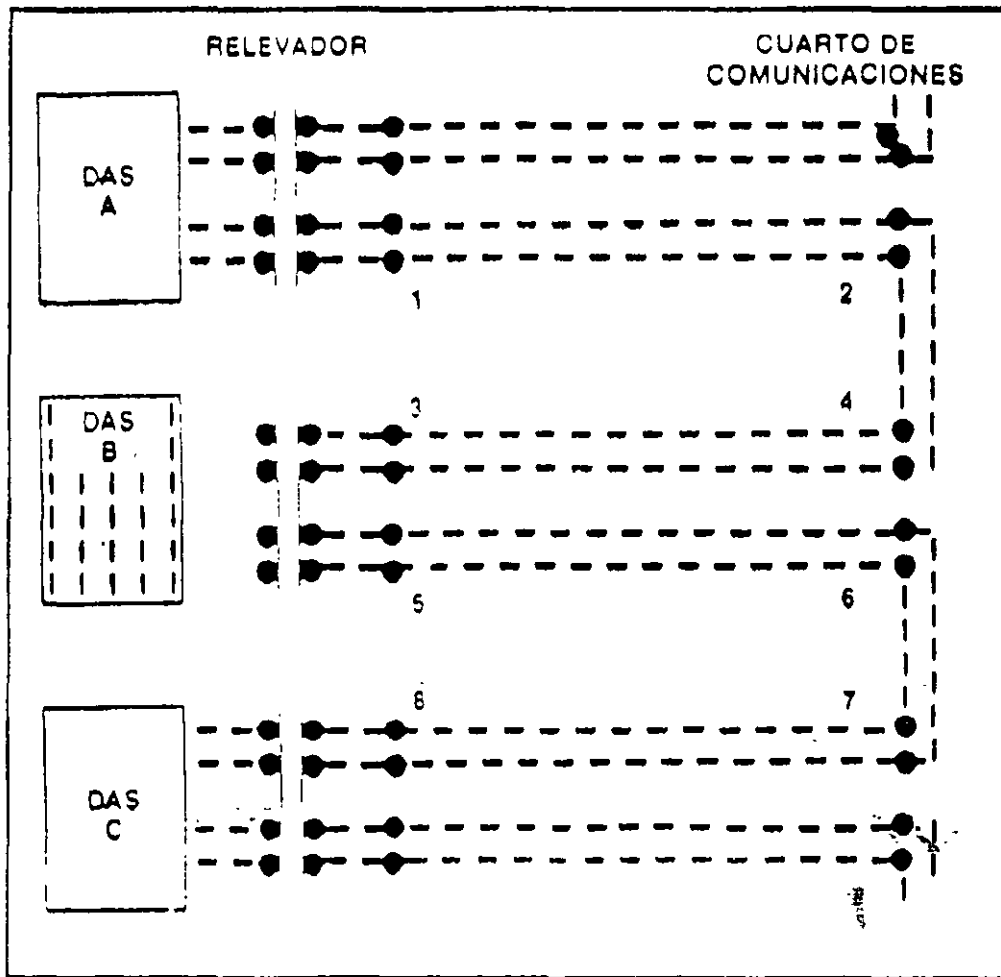 RELEVADOR
CUARTO DE
COMUNICACIONES
DAS
A
1
2
DAS
B
3
4
5
6
8
7
DAS
C